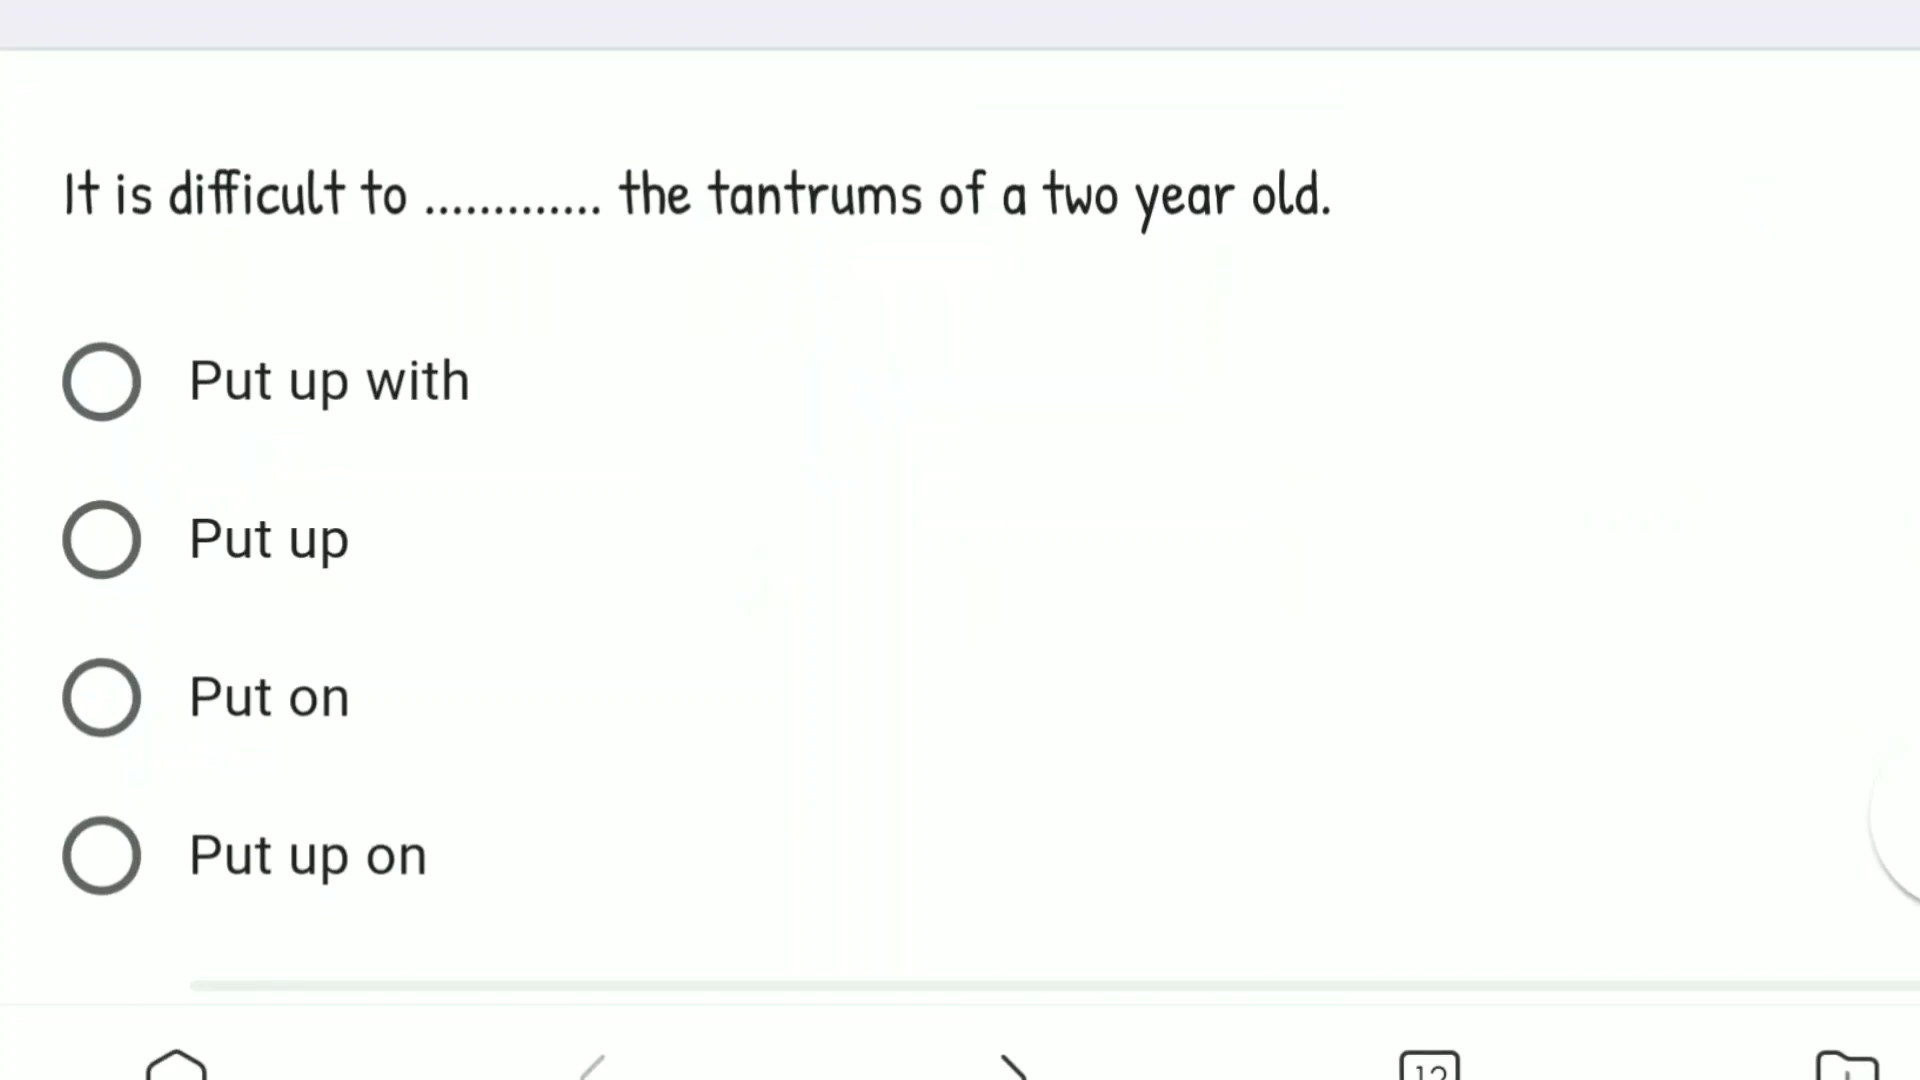 It is difficult to ............. the tantrums of a two year old.
Put up with
Put up
Put on
Put up on
12